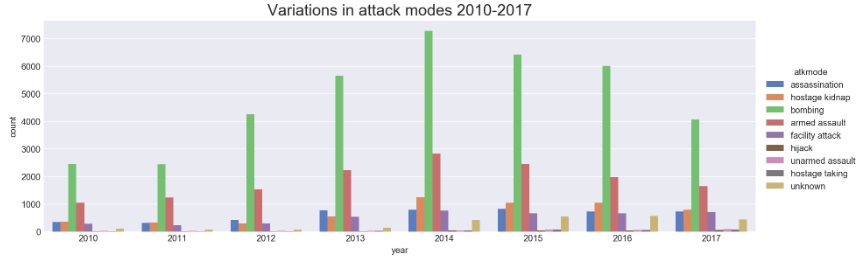 Variations in attack modes 2010-2017
count
7000
6000
5000
4000
3000
2000
1000
0
2010 2011 2012 2013 2014 2015 2016 2017
year
atkmode
assassination
hostage kidnap
bombing
armed assault
facility attack
hijack
unarmed assault
hostage taking
unknown